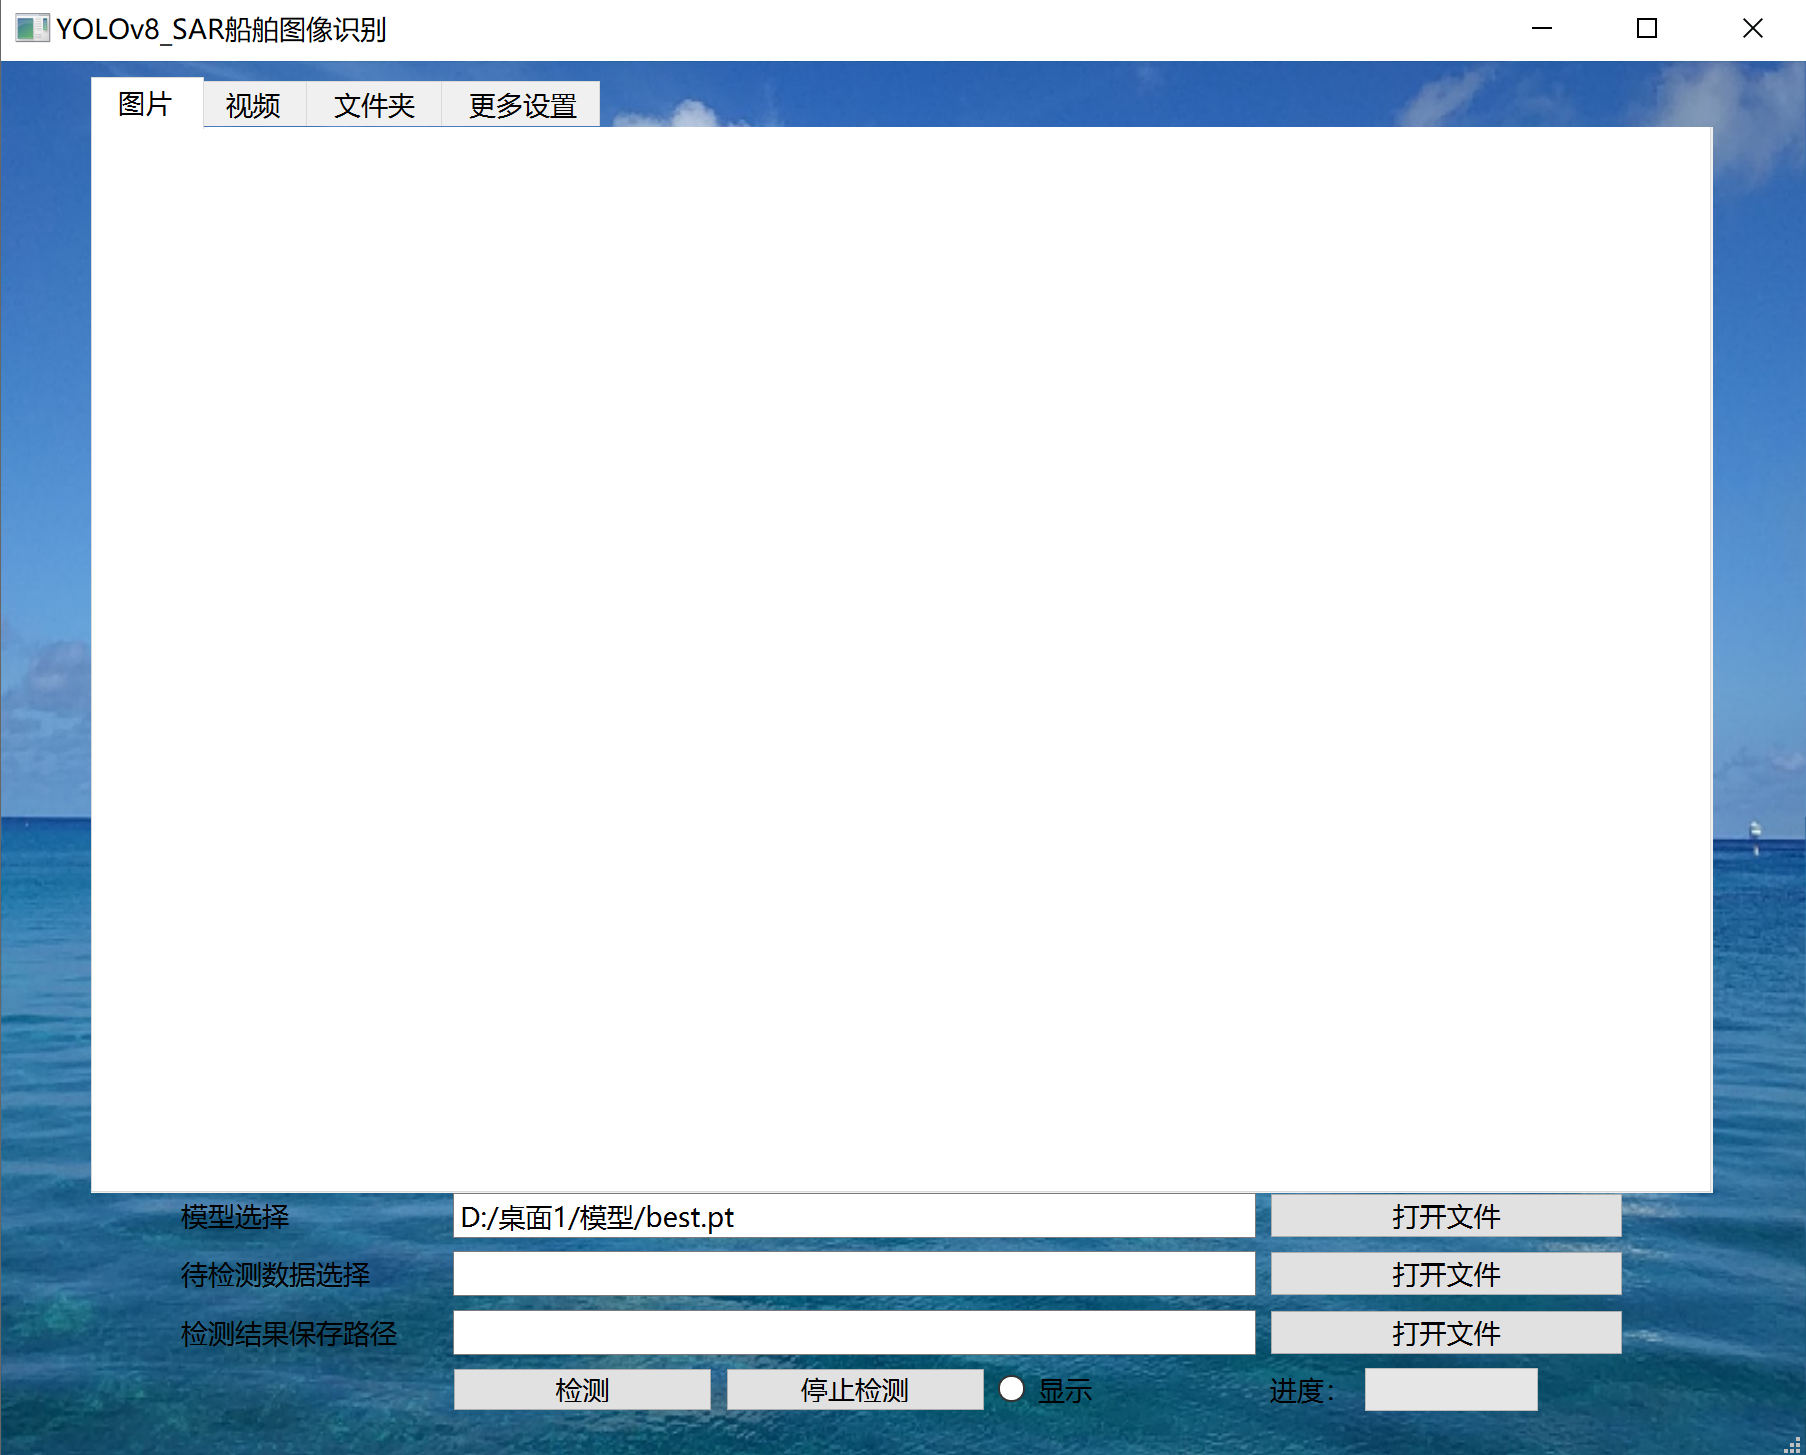 YOLOv8_SAR船舶图像识别
图片 视频 文件夹 更多设置
模型选择 D:/桌面1/模型/best.pt 打开文件
待检测数据选择 打开文件
检测结果保存路径 打开文件
检测 停止检测 显示 进度：